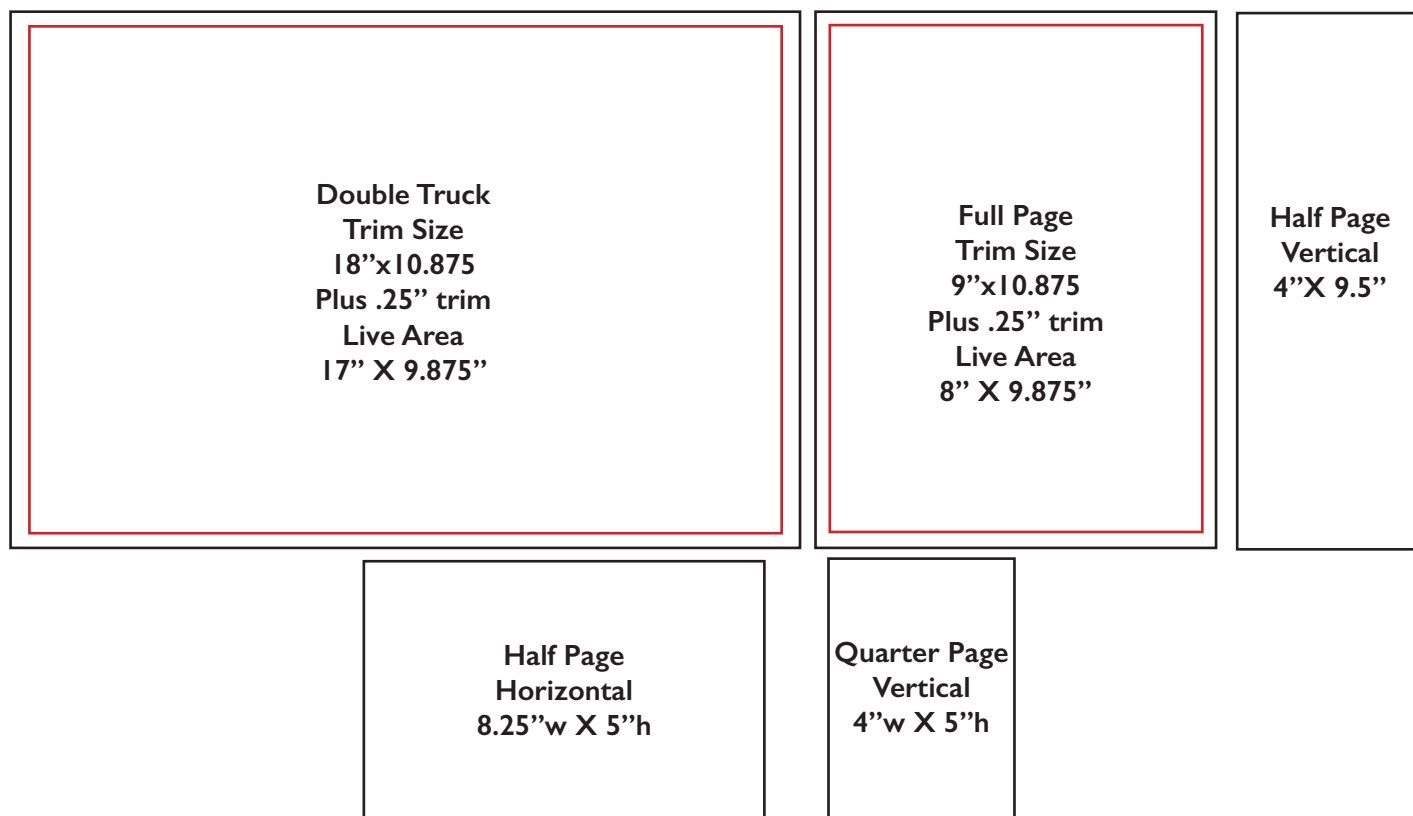 Double Truck
Trim Size
18”x10.875
Plus .25” trim
Live Area
17” X 9.875”
Full Page
Trim Size
9”x10.875
Plus .25” trim
Live Area
8” X 9.875”
Half Page
Vertical
4”X 9.5”
Half Page
Horizontal
8.25”w X 5”h
Quarter Page
Vertical
4”w X 5”h